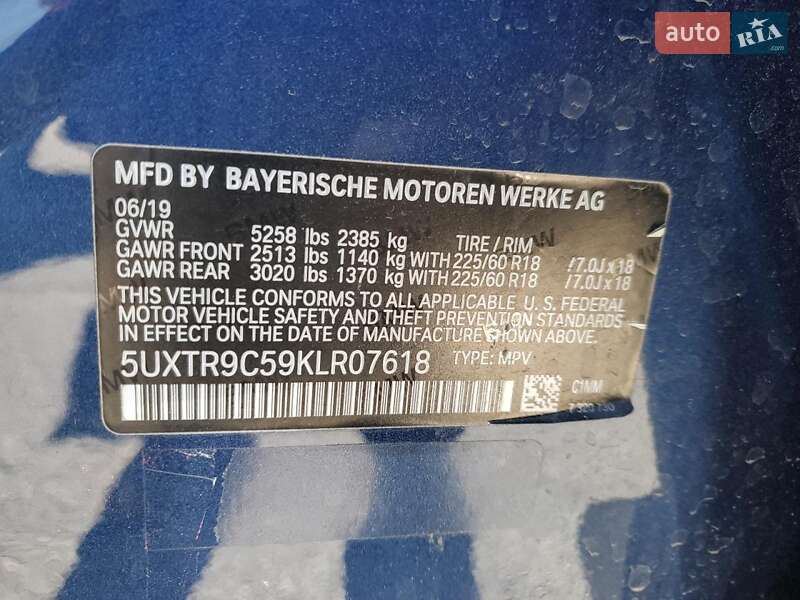 auto RIA .com
MFD BY BAYERISCHE MOTOREN WERKE AG
06/19
GVWR 5258 lbs 2385 kg TIRE / RIM
GAWR FRONT 2513 lbs 1140 kg WITH 225/60 R18 / 7.0J x 18
GAWR REAR 3020 lbs 1370 kg WITH 225/60 R18 / 7.0J x 18
THIS VEHICLE CONFORMS TO ALL APPLICABLE U. S. FEDERAL
MOTOR VEHICLE SAFETY AND THEFT PREVENTION STANDARDS
IN EFFECT ON THE DATE OF MANUFACTURE SHOWN ABOVE.
5UXTR9C59KLR07618 TYPE: MPV
C1MM